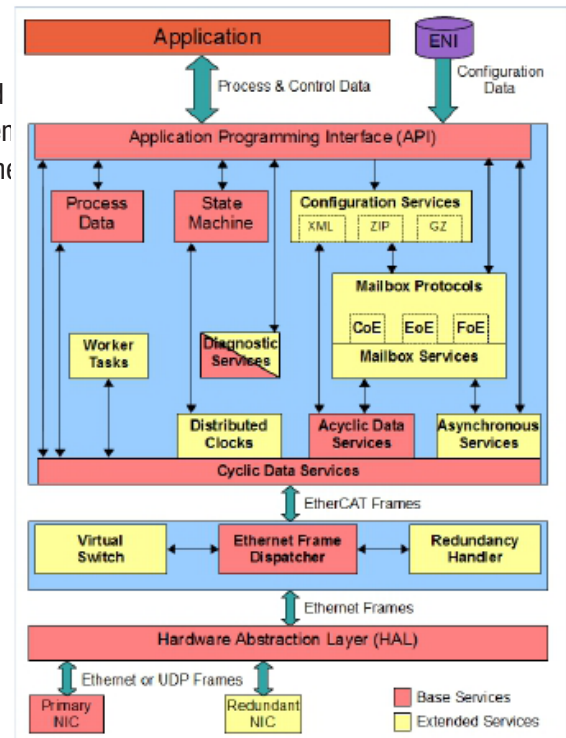 Application
ENI
Process & Control Data
Configuration
Data
Application Programming Interface (API)
Process
Data
State
Machine
Configuration Services
XML
ZIP
GZ
Mailbox Protocols
CoE
EoE
FoE
Mailbox Services
Worker
Tasks
Diagnostic
Services
Distributed
Clocks
Acyclic Data
Services
Asynchronous
Services
Cyclic Data Services
EtherCAT Frames
Virtual
Switch
Ethernet Frame
Dispatcher
Redundancy
Handler
Ethernet Frames
Hardware Abstraction Layer (HAL)
Ethernet or UDP Frames
Primary
NIC
Redundant
NIC
Base Services
Extended Services